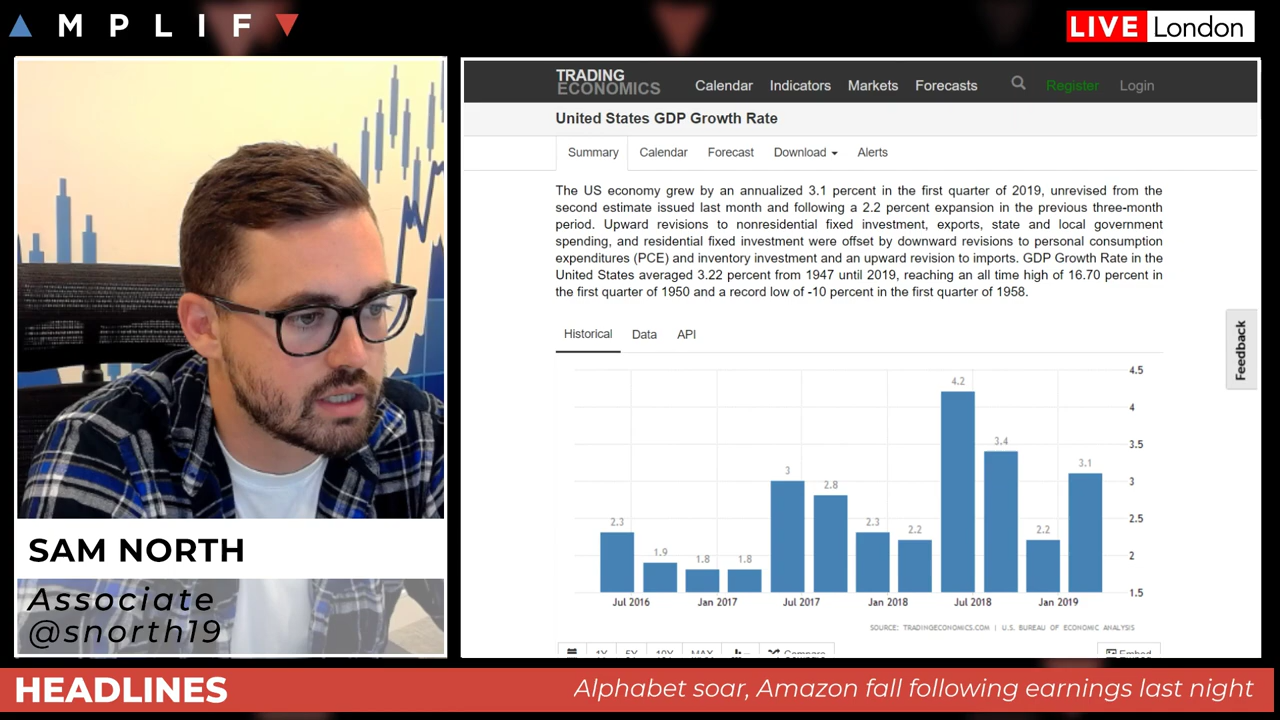 AMPLIFY
LIVE London
TRADING
ECONOMICS
Calendar Indicators Markets Forecasts Register Login
United States GDP Growth Rate
Summary Calendar Forecast Download Alerts
The US economy grew by an annualized 3.1 percent in the first quarter of 2019, unrevised from the
second estimate issued last month and following a 2.2 percent expansion in the previous three-month
period. Upward revisions to nonresidential fixed investment, exports, state and local government
spending, and residential fixed investment were offset by downward revisions to personal consumption
expenditures (PCE) and inventory investment and an upward revision to imports. GDP Growth Rate in the
United States averaged 3.22 percent from 1947 until 2019, reaching an all time high of 16.70 percent in
the first quarter of 1950 and a record low of -10 percent in the first quarter of 1958.
Historical Data API
Feedback
4.5
4
3.5
3
2.5
2
1.5
2.3 1.9 1.8 1.8 3 2.8 2.3 2.2 4.2 3.4 2.2 3.1
Jul 2016 Jan 2017 Jul 2017 Jan 2018 Jul 2018 Jan 2019
SOURCE: TRADINGECONOMICS.COM | U.S. BUREAU OF ECONOMIC ANALYSIS
1Y 5Y 10Y MAX Compare Embed
SAM NORTH
Associate
@snorth19
HEADLINES
Alphabet soar, Amazon fall following earnings last night